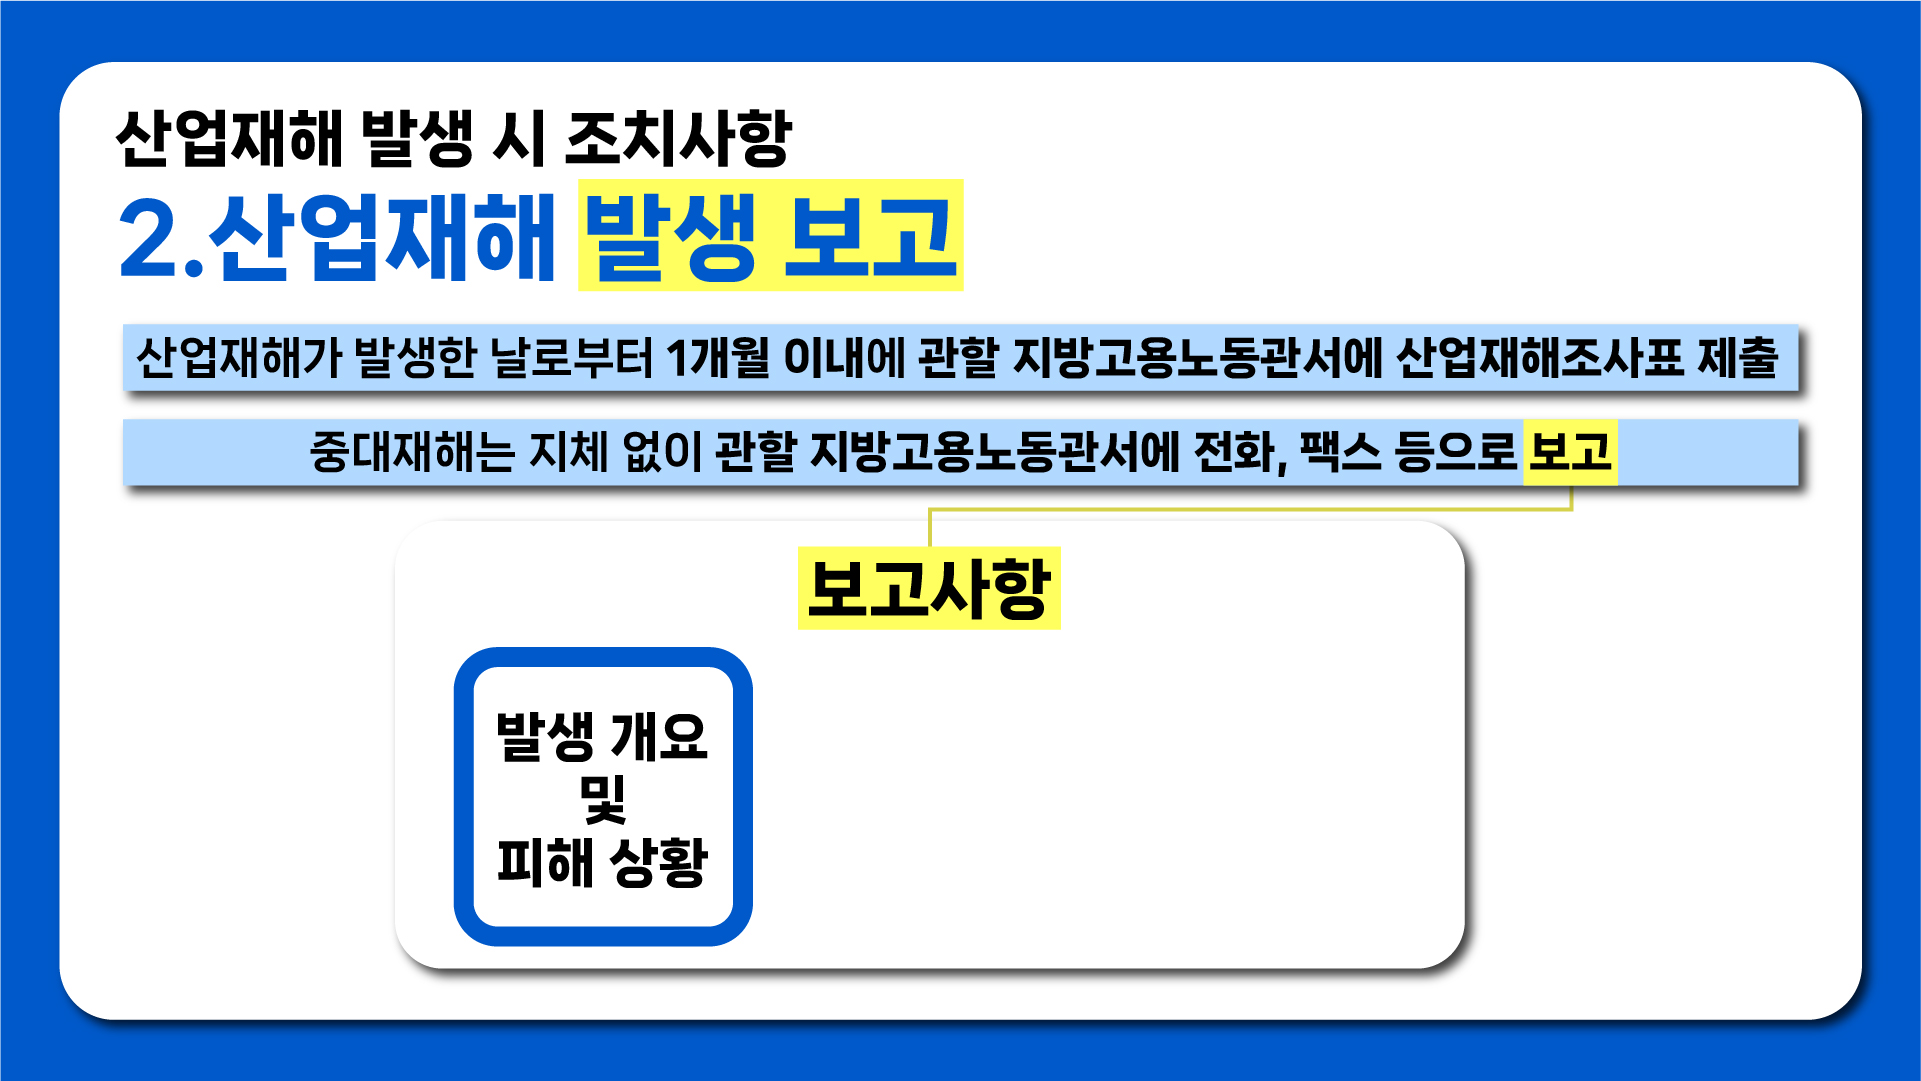 산업재해 발생 시 조치사항
2.산업재해 발생 보고
산업재해가 발생한 날로부터 1개월 이내에 관할 지방고용노동관서에 산업재해조사표 제출
중대재해는 지체 없이 관할 지방고용노동관서에 전화, 팩스 등으로 보고
보고사항
발생 개요
및
피해 상황